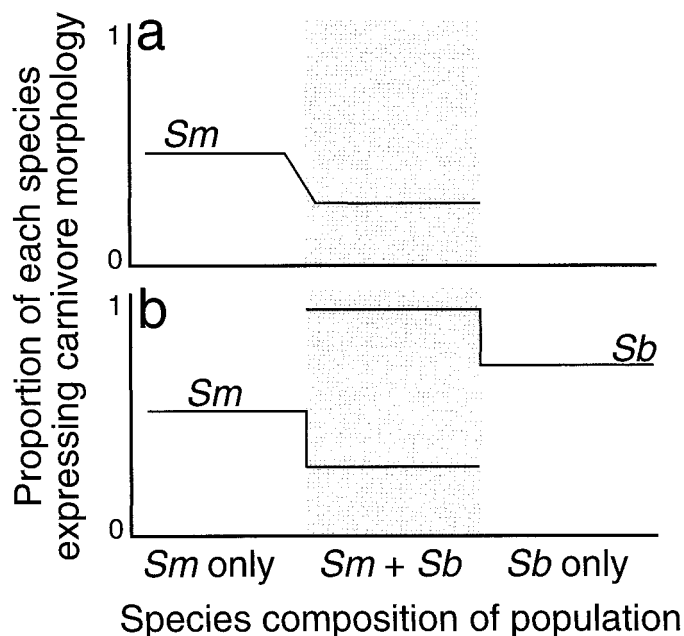 Proportion of each species
expressing carnivore morphology
1
a
Sm
0
1
b
Sm
Sb
0
Sm only
Sm + Sb
Sb only
Species composition of population